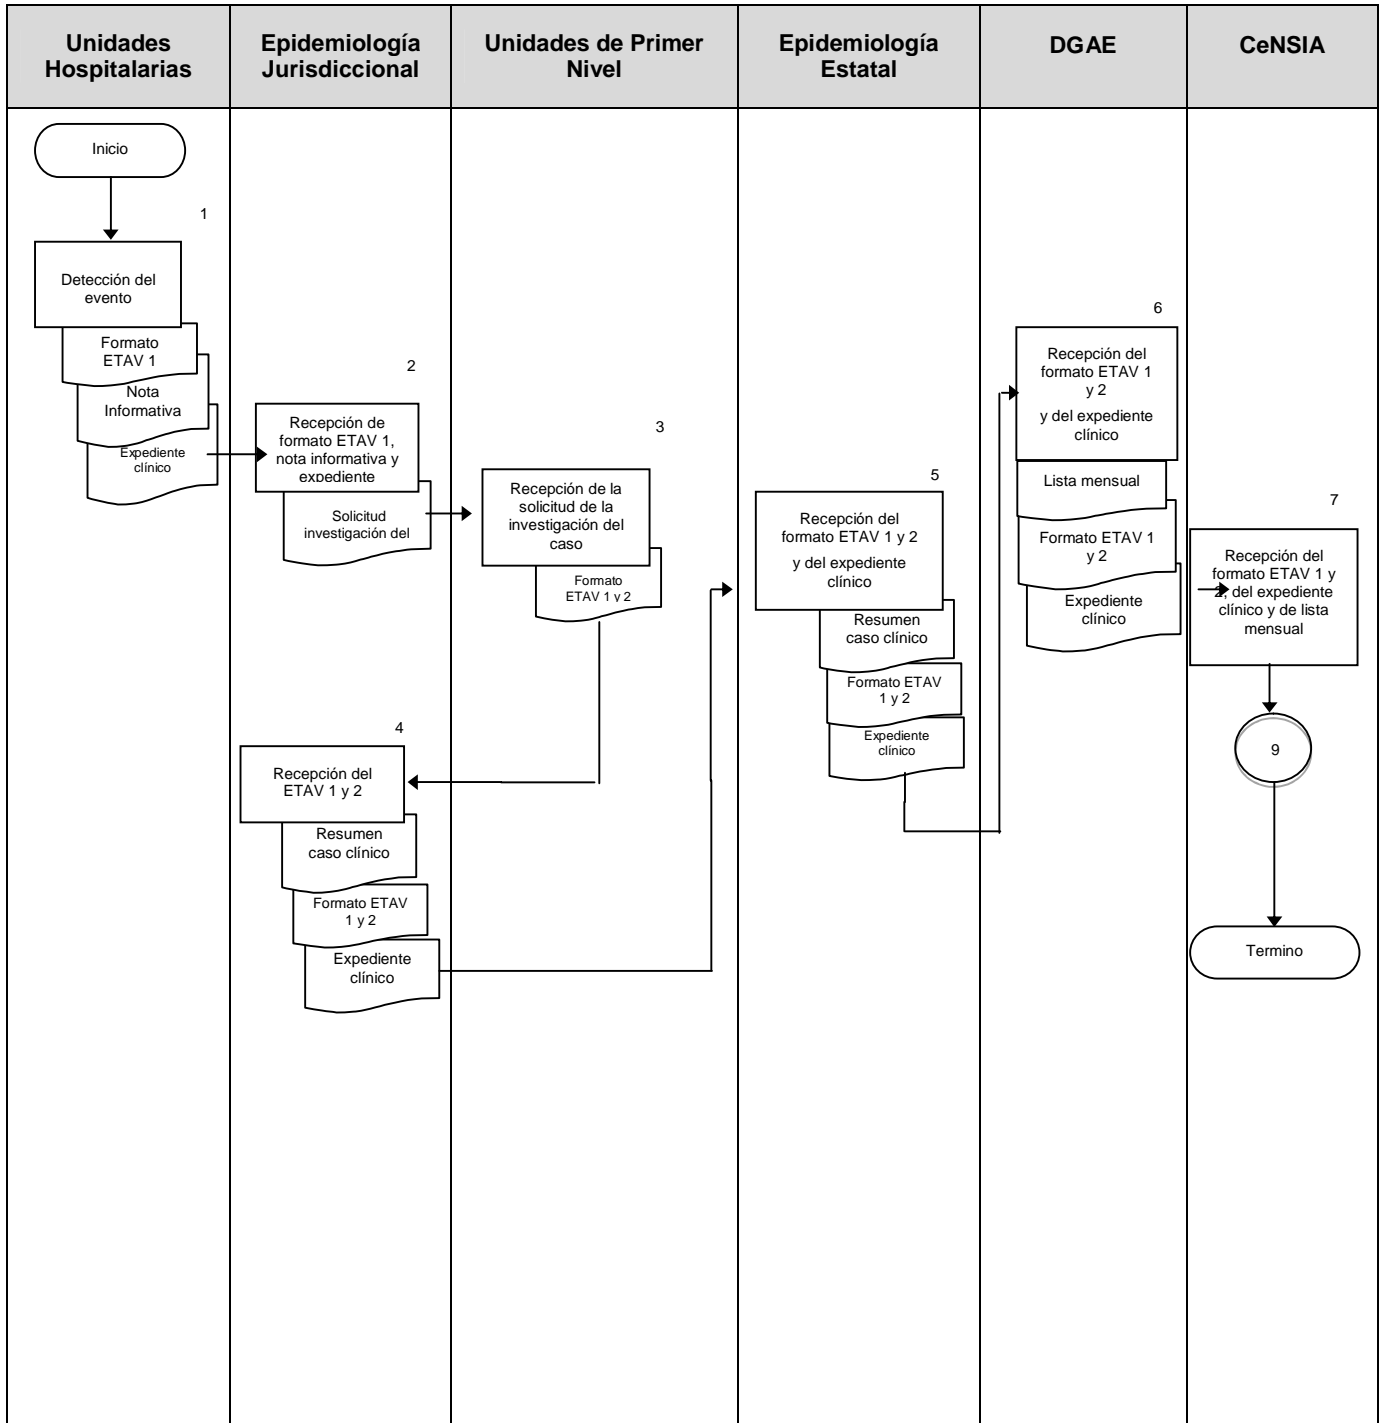 Unidades
Hospitalarias
Epidemiología
Jurisdiccional
Unidades de Primer
Nivel
Epidemiología
Estatal
DGAE
CeNSIA
Inicio
1
Detección del
evento
Formato
ETAV 1
Nota
Informativa
Expediente
clínico
2
Recepción de
formato ETAV 1,
nota informativa y
expediente
Solicitud
investigación del
3
Recepción de la
solicitud de la
investigación del
caso
Formato
ETAV 1 y 2
4
Recepción del
ETAV 1 y 2
Resumen
caso clínico
Formato ETAV
1 y 2
Expediente
clínico
5
Recepción del
formato ETAV 1 y 2
y del expediente
clínico
Resumen
caso clínico
Formato ETAV
1 y 2
Expediente
clínico
6
Recepción del
formato ETAV 1
y 2
y del expediente
clínico
Lista mensual
Formato ETAV 1
y 2
Expediente
clínico
7
Recepción del
formato ETAV 1 y
2, del expediente
clínico y de lista
mensual
9
Termino